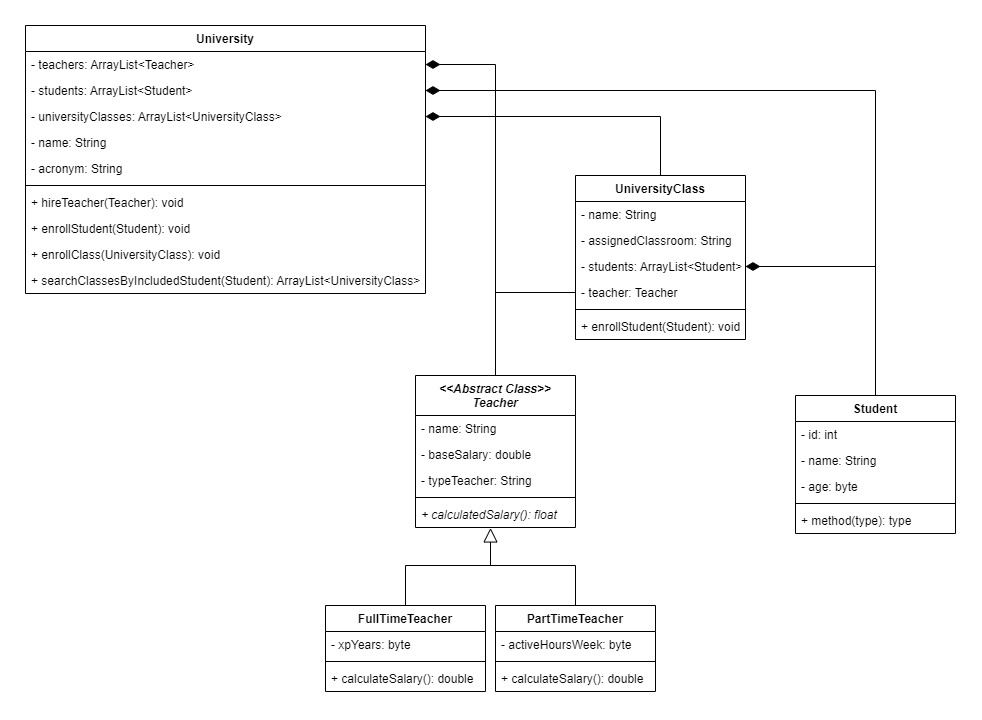 University
- teachers: ArrayList<Teacher>
- students: ArrayList<Student>
- universityClasses: ArrayList<UniversityClass>
- name: String
- acronym: String
+ hireTeacher(Teacher): void
+ enrollStudent(Student): void
+ enrollClass(UniversityClass): void
+ searchClassesByIncludedStudent(Student): ArrayList<UniversityClass>
UniversityClass
- name: String
- assignedClassroom: String
- students: ArrayList<Student>
- teacher: Teacher
+ enrollStudent(Student): void
<<Abstract Class>>
Teacher
- name: String
- baseSalary: double
- typeTeacher: String
+ calculatedSalary(): float
Student
- id: int
- name: String
- age: byte
+ method(type): type
FullTimeTeacher
- xpYears: byte
+ calculateSalary(): double
PartTimeTeacher
- activeHoursWeek: byte
+ calculateSalary(): double